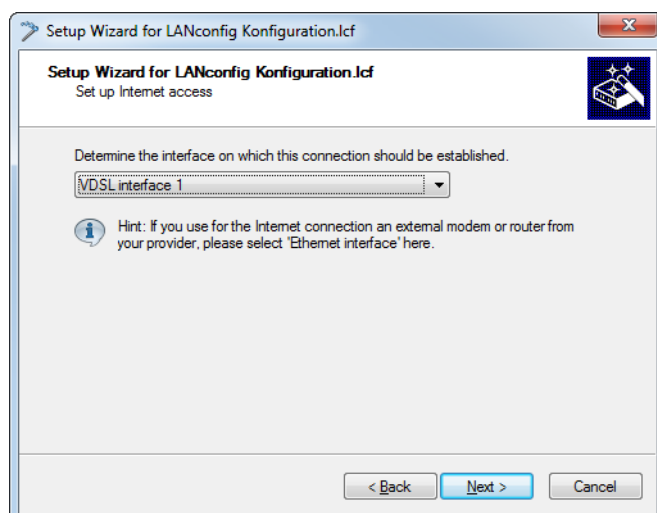 Setup Wizard for LANconfig Konfiguration.lcf
Setup Wizard for LANconfig Konfiguration.lcf
Set up Internet access
Determine the interface on which this connection should be established.
VDSL interface 1
Hint: If you use for the Internet connection an external modem or router from
your provider, please select 'Ethernet interface' here.
< Back Next > Cancel